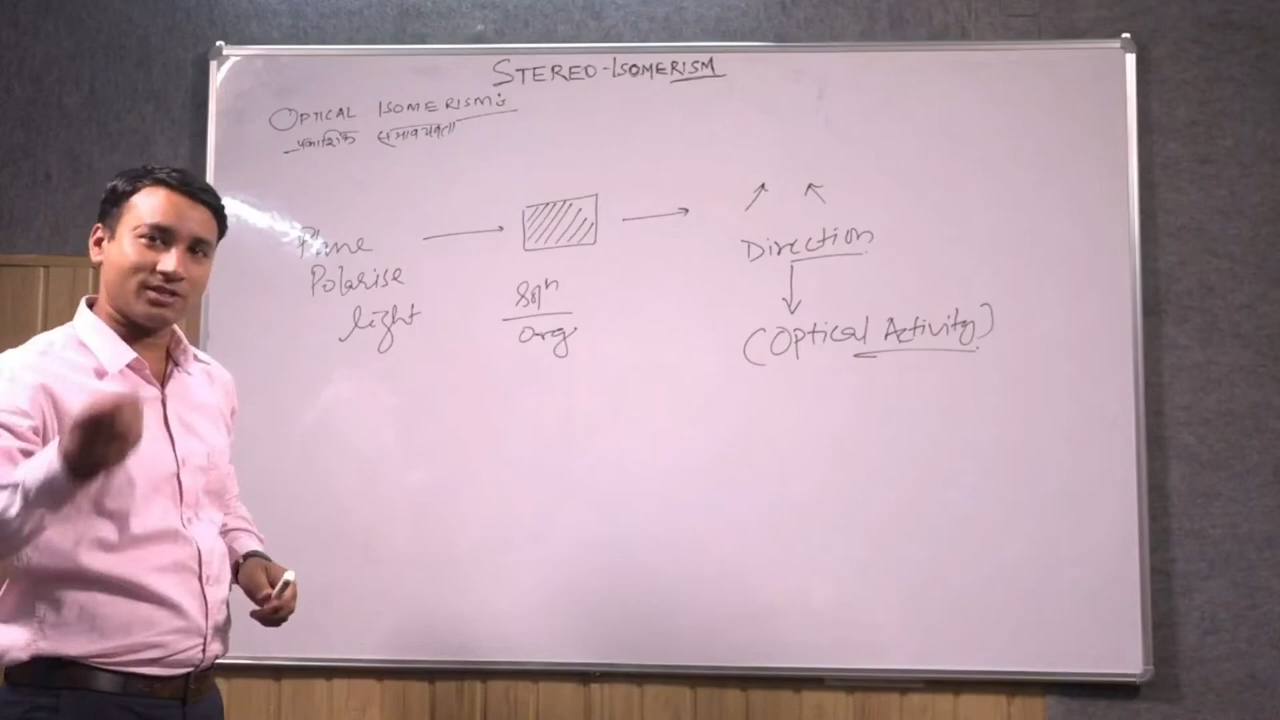 STEREO-ISOMERISM
OPTICAL ISOMERISM:
प्रकाशिक समावयवता
Plane
Polarise
light
Solⁿ
org
Direction
(Optical Activity)